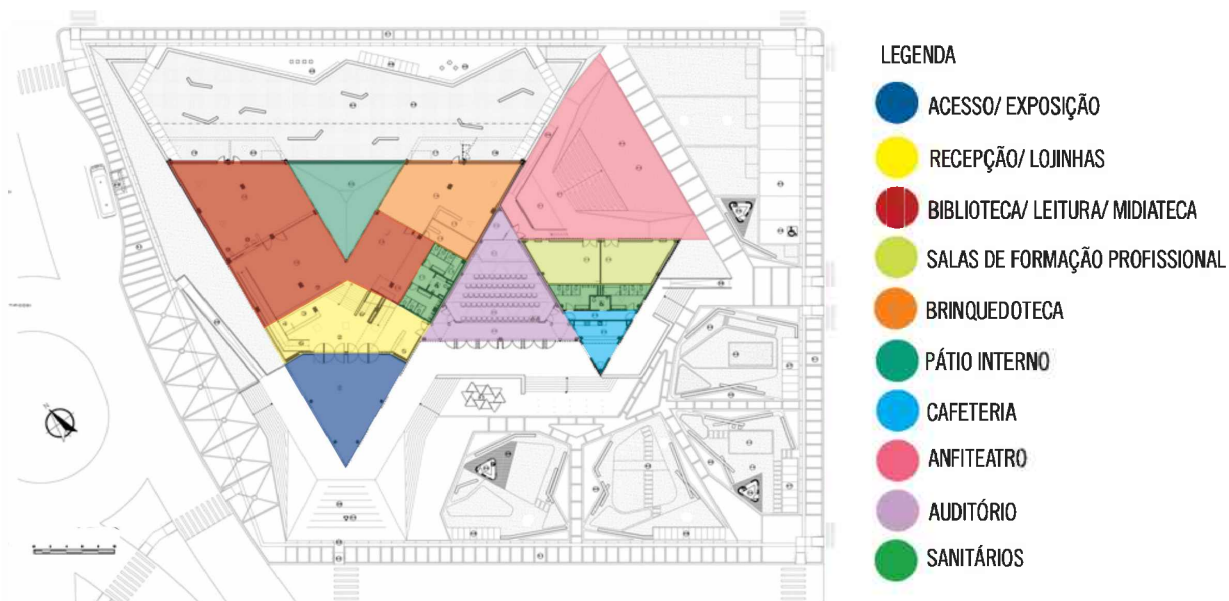 LEGENDA
ACESSO/ EXPOSIÇÃO
RECEPÇÃO/ LOJINHAS
BIBLIOTECA/ LEITURA/ MIDIATECA
SALAS DE FORMAÇÃO PROFISSIONAL
BRINQUEDOTECA
PÁTIO INTERNO
CAFETERIA
ANFITEATRO
AUDITÓRIO
SANITÁRIOS